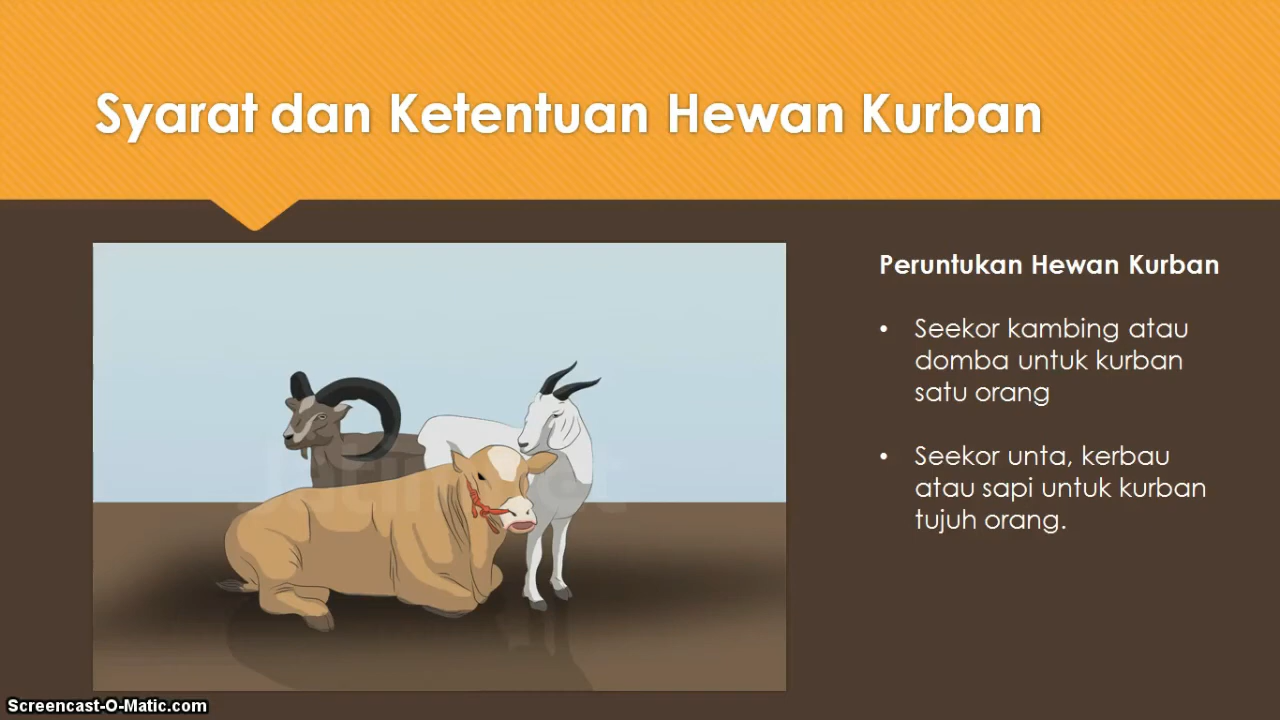 Syarat dan Ketentuan Hewan Kurban
Peruntukan Hewan Kurban
• Seekor kambing atau
domba untuk kurban
satu orang
• Seekor unta, kerbau
atau sapi untuk kurban
tujuh orang.
Screencast-O-Matic.com